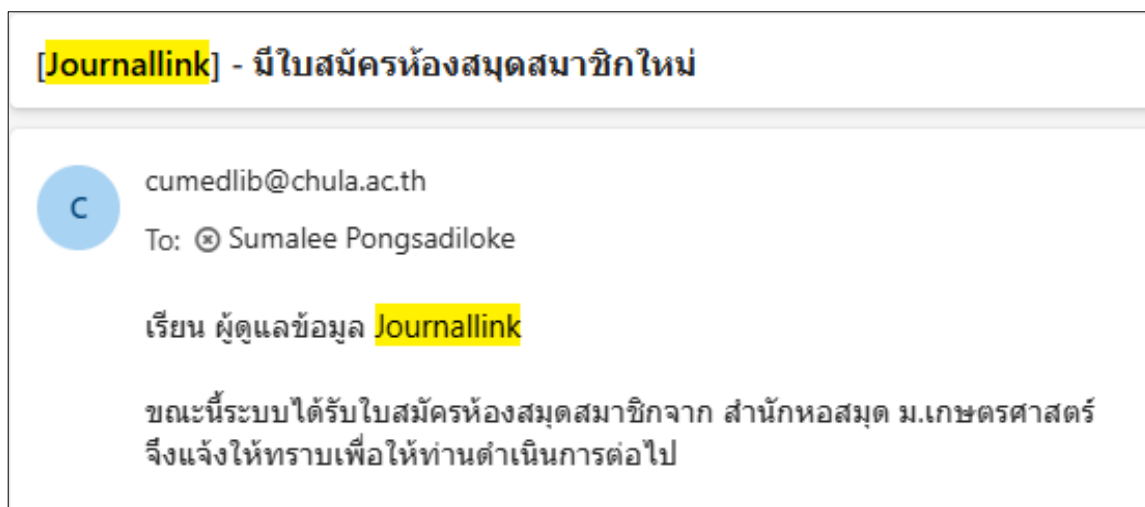 [Journallink] - มีใบสมัครห้องสมุดสมาชิกใหม่
C
cumedlib@chula.ac.th
To: Sumalee Pongsadiloke
เรียน ผู้ดูแลข้อมูล Journallink
ขณะนี้ระบบได้รับใบสมัครห้องสมุดสมาชิกจาก สำนักหอสมุด ม.เกษตรศาสตร์
จึงแจ้งให้ทราบเพื่อให้ท่านดำเนินการต่อไป